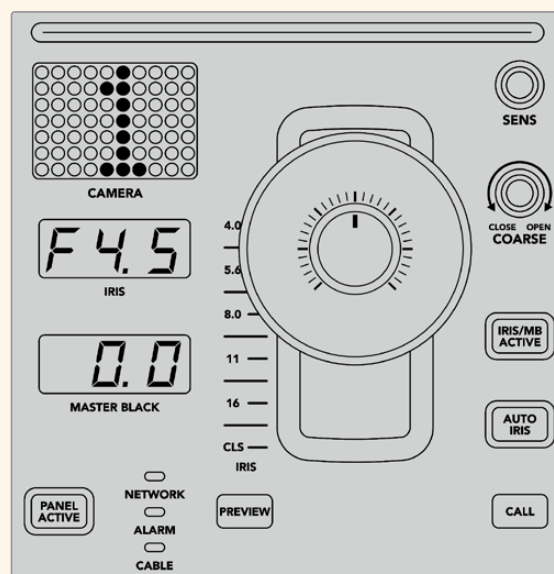 1
CAMERA
SENS
CLOSE OPEN
COARSE
F4.5
IRIS
0.0
MASTER BLACK
4.0
5.6
8.0
11
16
CLS
IRIS
IRIS/MB
ACTIVE
AUTO
IRIS
PANEL
ACTIVE
NETWORK
ALARM
CABLE
PREVIEW
CALL